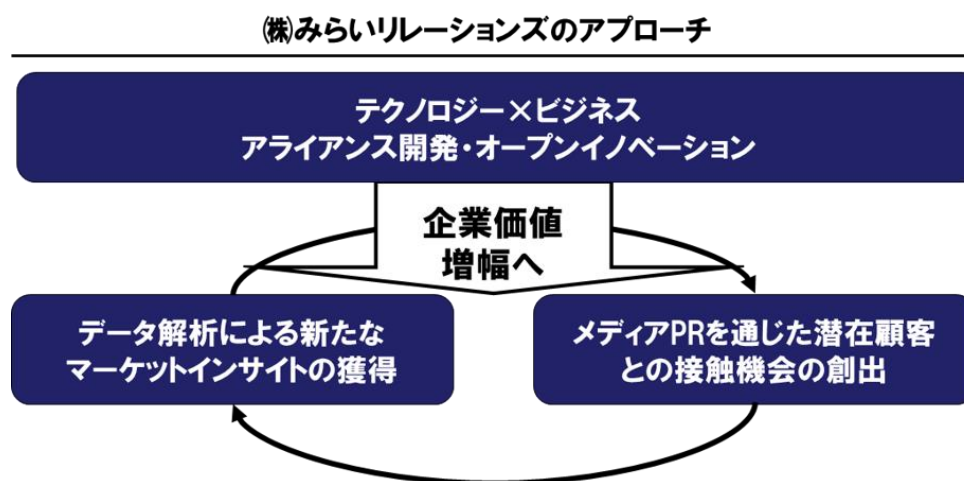 ㈱みらいリレーションズのアプローチ
テクノロジー×ビジネス
アライアンス開発・オープンイノベーション
企業価値
増幅へ
データ解析による新たな
マーケットインサイトの獲得
メディアPRを通じた潜在顧客
との接触機会の創出